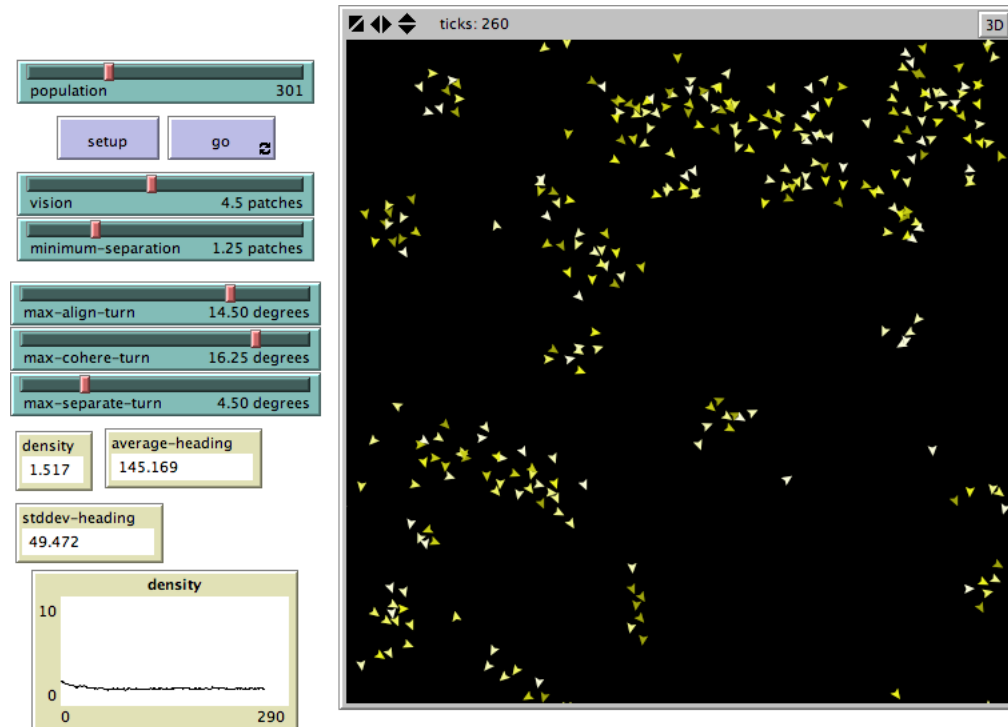 ticks: 260
3D
population 301
setup
go
vision 4.5 patches
minimum-separation 1.25 patches
max-align-turn 14.50 degrees
max-cohere-turn 16.25 degrees
max-separate-turn 4.50 degrees
density
1.517
average-heading
145.169
stddev-heading
49.472
density
10
0
0 290